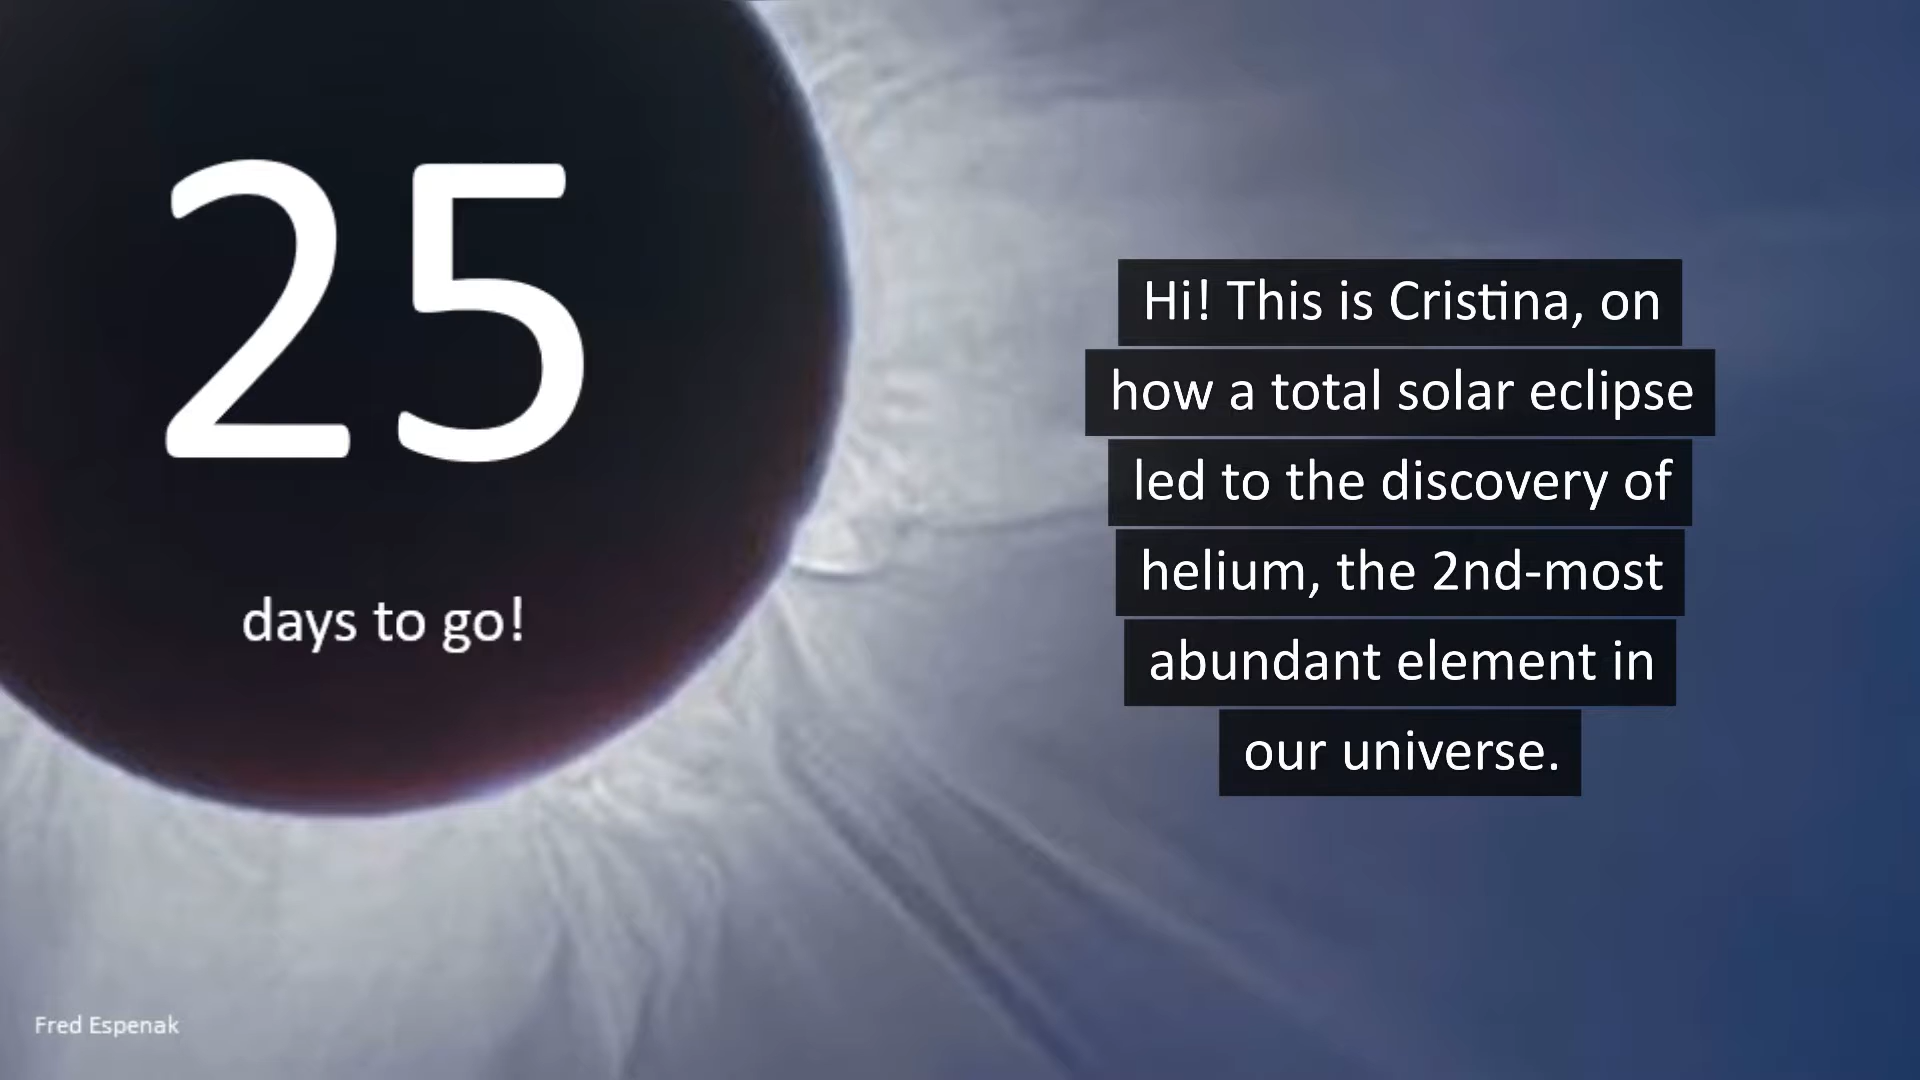 25
days to go!
Hi! This is Cristina, on
how a total solar eclipse
led to the discovery of
helium, the 2nd-most
abundant element in
our universe.
Fred Espenak